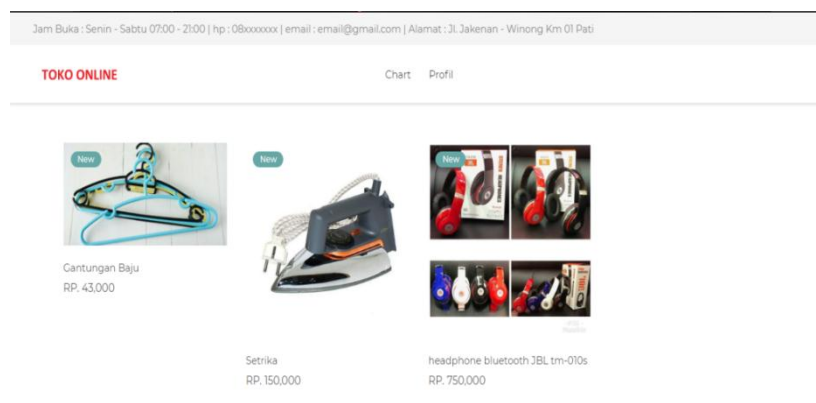 Jam Buka : Senin - Sabtu 07:00 - 21:00 | hp : 08xxxxxxx | email : email@gmail.com | Alamat : Jl. Jakenan - Winong Km 01 Pati
TOKO ONLINE
Chart Profil
New
New
New
Gantungan Baju
RP. 43,000
Setrika
RP. 150,000
headphone bluetooth JBL tm-010s
RP. 750,000